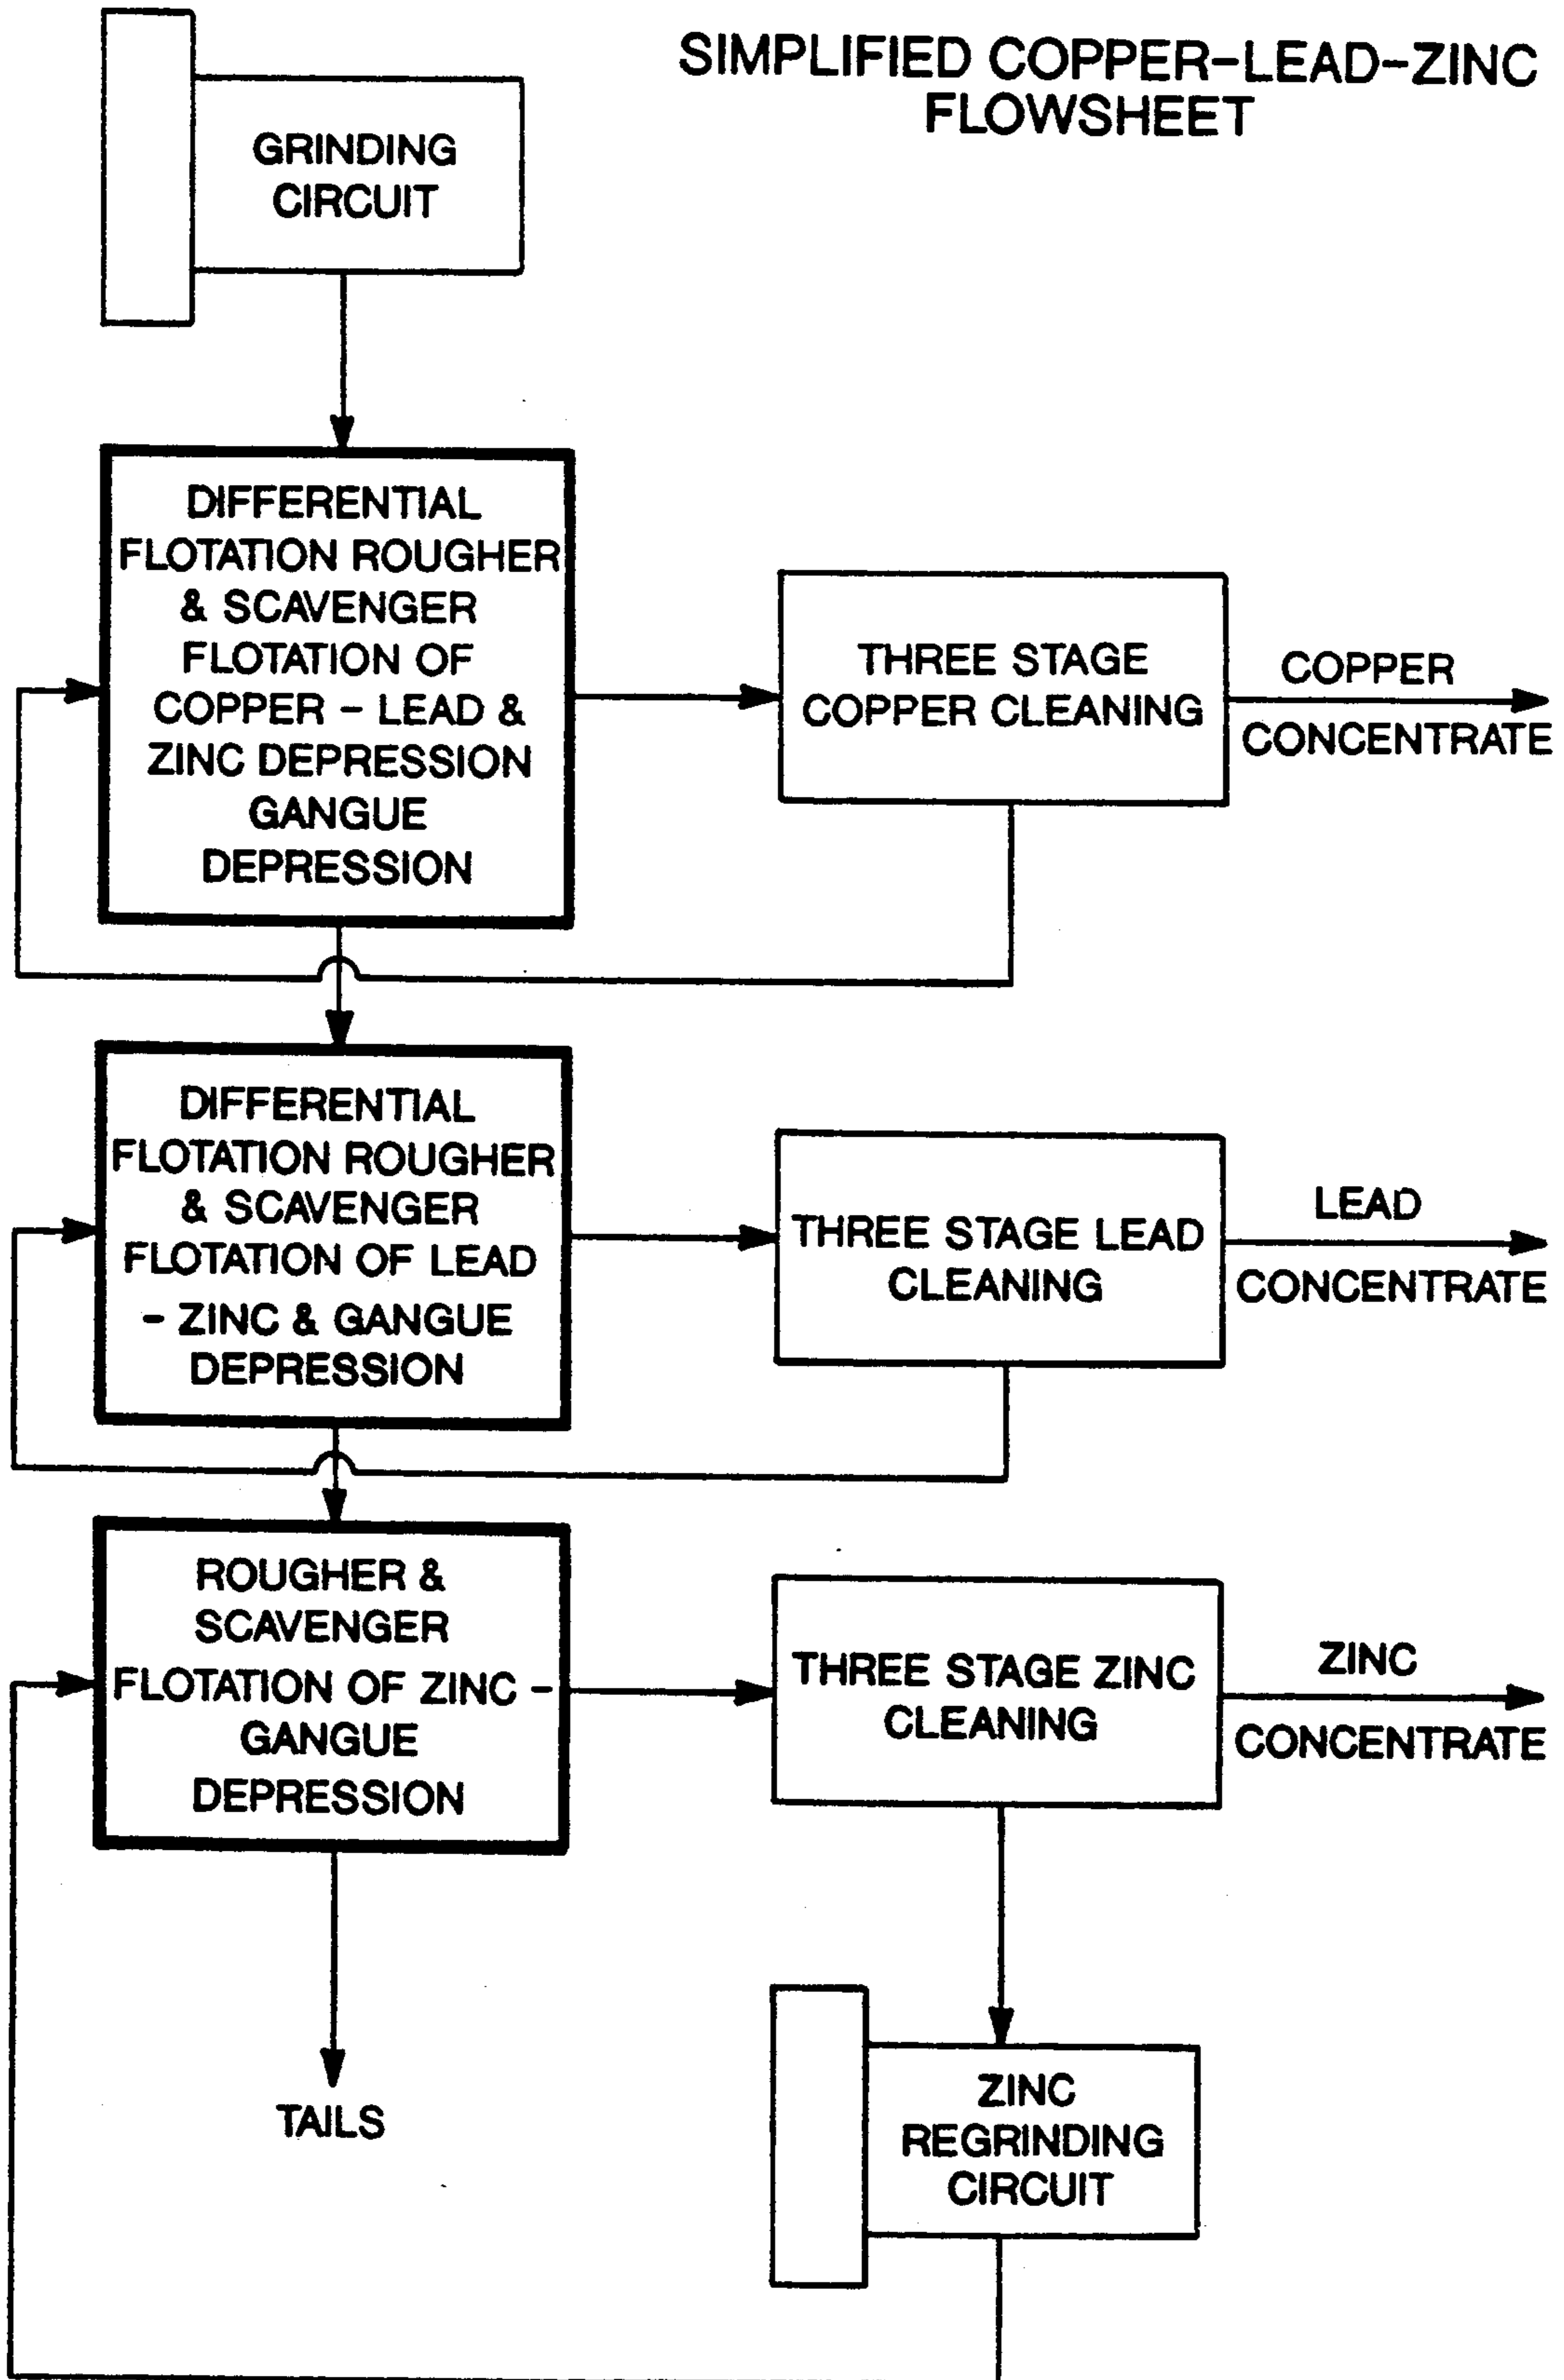 SIMPLIFIED COPPER-LEAD-ZINC
FLOWSHEET
GRINDING
CIRCUIT
DIFFERENTIAL
FLOTATION ROUGHER
& SCAVENGER
FLOTATION OF
COPPER - LEAD &
ZINC DEPRESSION
GANGUE
DEPRESSION
THREE STAGE
COPPER CLEANING
COPPER
CONCENTRATE
DIFFERENTIAL
FLOTATION ROUGHER
& SCAVENGER
FLOTATION OF LEAD
- ZINC & GANGUE
DEPRESSION
THREE STAGE LEAD
CLEANING
LEAD
CONCENTRATE
ROUGHER &
SCAVENGER
FLOTATION OF ZINC -
GANGUE
DEPRESSION
THREE STAGE ZINC
CLEANING
ZINC
CONCENTRATE
TAILS
ZINC
REGRINDING
CIRCUIT